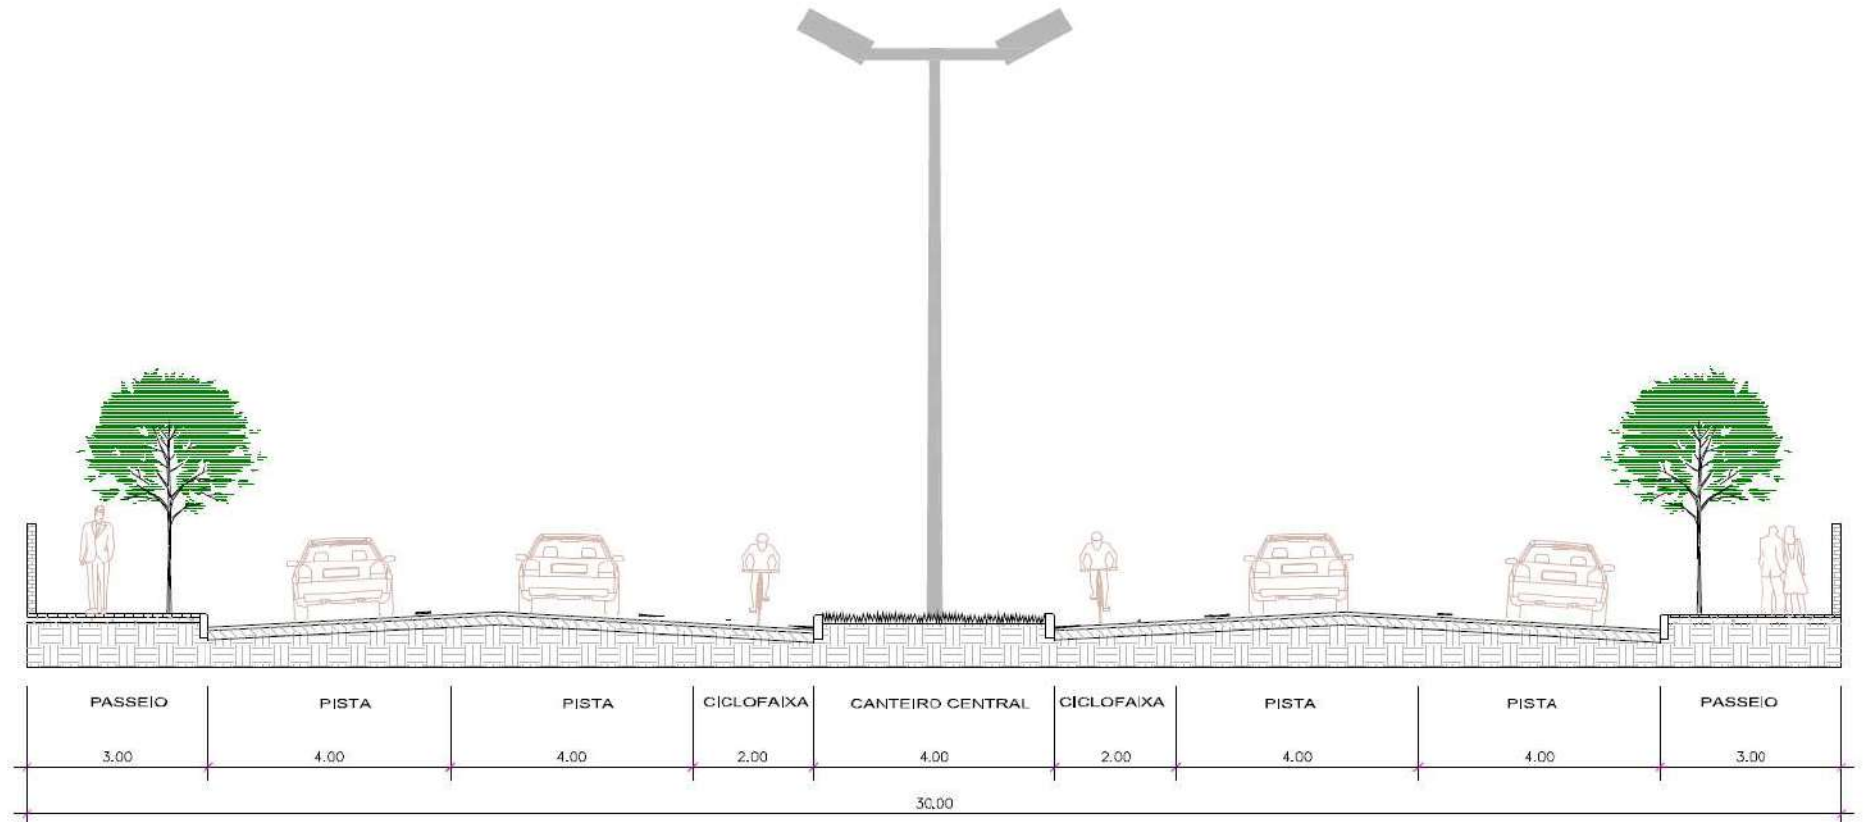 PASSEIO PISTA PISTA CICLOFAIXA CANTEIRO CENTRAL CICLOFAIXA PISTA PISTA PASSEIO
3.00 4.00 4.00 2.00 4.00 2.00 4.00 4.00 3.00
30.00